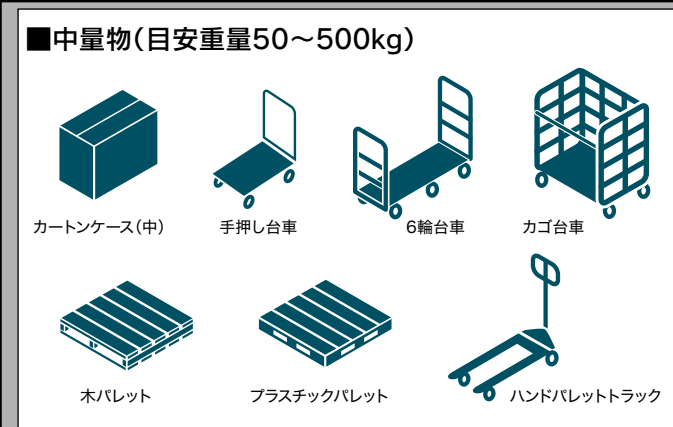 ■中量物(目安重量50〜500kg)
カートンケース(中)
手押し台車
6輪台車
カゴ台車
木パレット
プラスチックパレット
ハンドパレットトラック